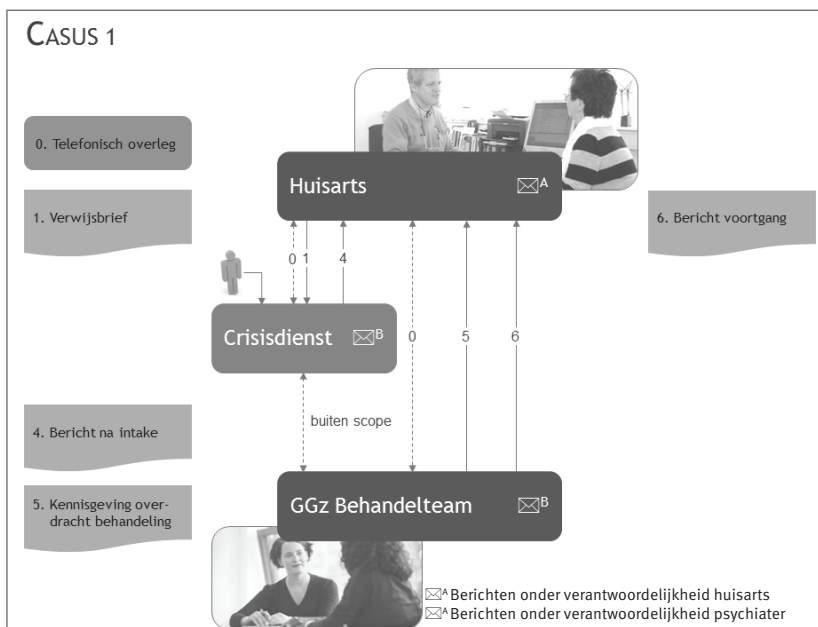 CASUS 1
0. Telefonisch overleg
Huisarts A
1. Verwijsbrief
6. Bericht voortgang
0 1 4
Crisisdienst B
0 5 6
buiten scope
4. Bericht na intake
GGz Behandelteam B
5. Kennisgeving over-
dracht behandeling
A Berichten onder verantwoordelijkheid huisarts
A Berichten onder verantwoordelijkheid psychiater